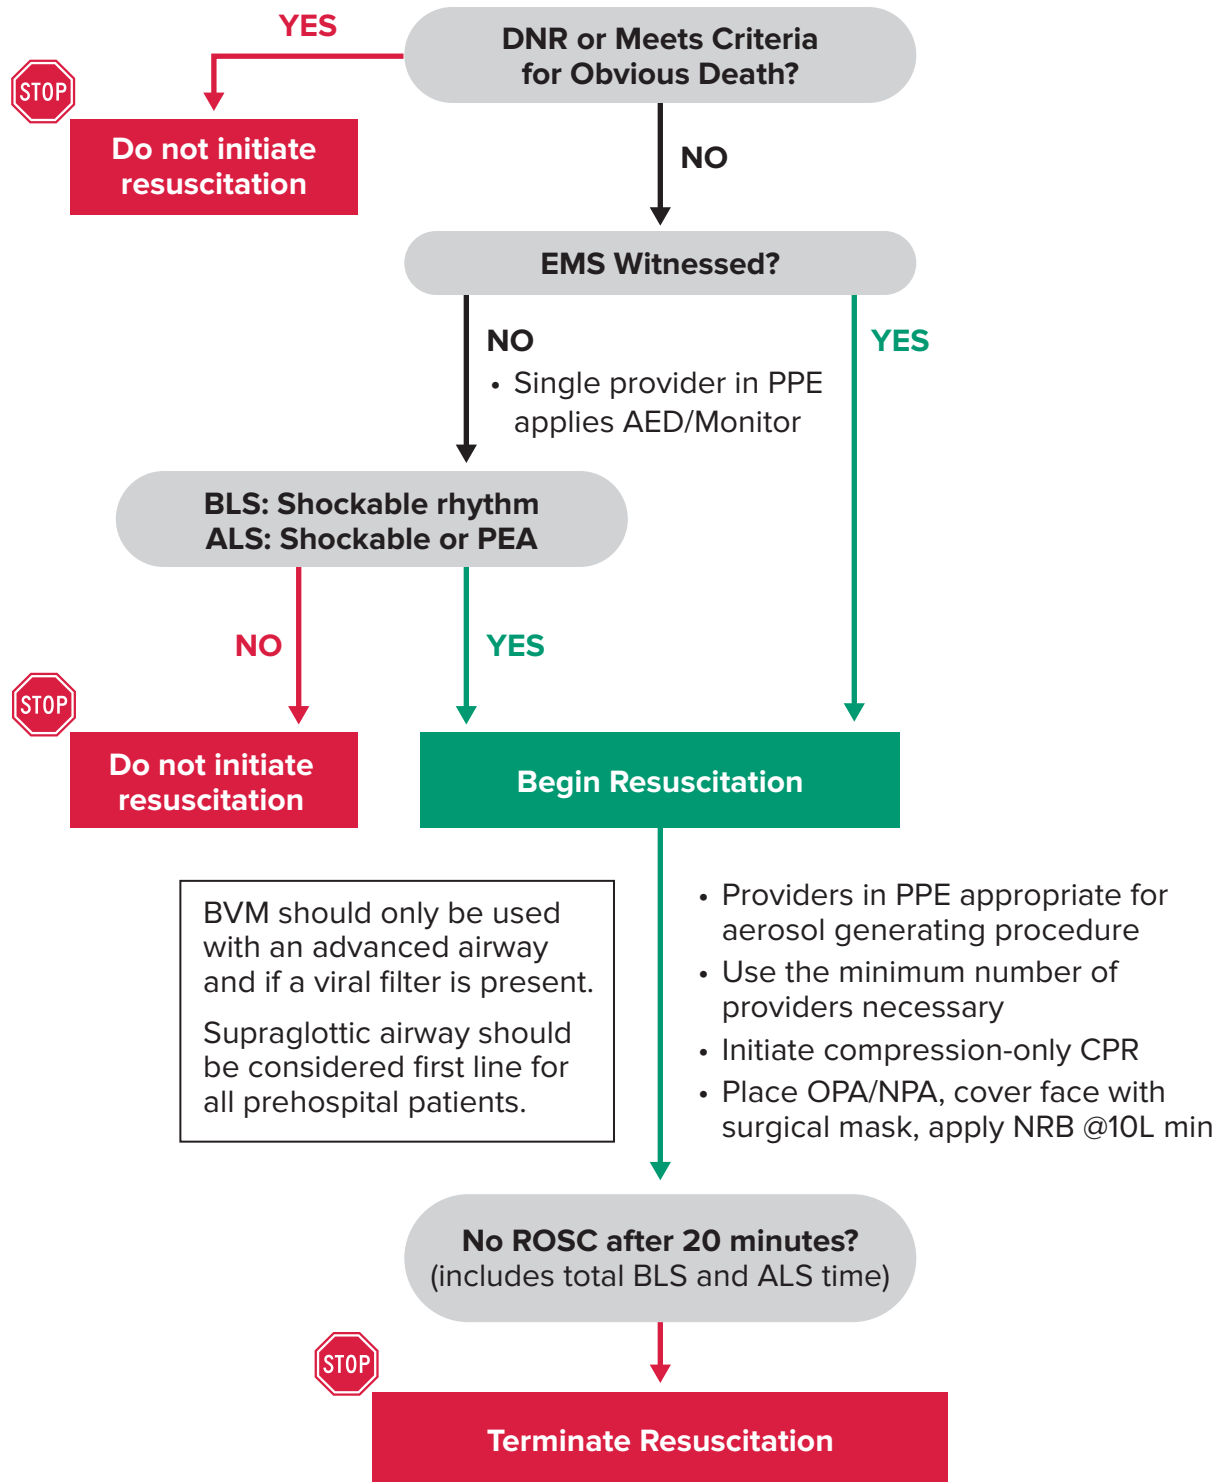 YES
DNR or Meets Criteria
for Obvious Death?
STOP
Do not initiate
resuscitation
NO
EMS Witnessed?
NO
• Single provider in PPE
applies AED/Monitor
YES
BLS: Shockable rhythm
ALS: Shockable or PEA
NO
YES
STOP
Do not initiate
resuscitation
Begin Resuscitation
BVM should only be used
with an advanced airway
and if a viral filter is present.
Supraglottic airway should
be considered first line for
all prehospital patients.
• Providers in PPE appropriate for
aerosol generating procedure
• Use the minimum number of
providers necessary
• Initiate compression-only CPR
• Place OPA/NPA, cover face with
surgical mask, apply NRB @10L min
No ROSC after 20 minutes?
(includes total BLS and ALS time)
STOP
Terminate Resuscitation